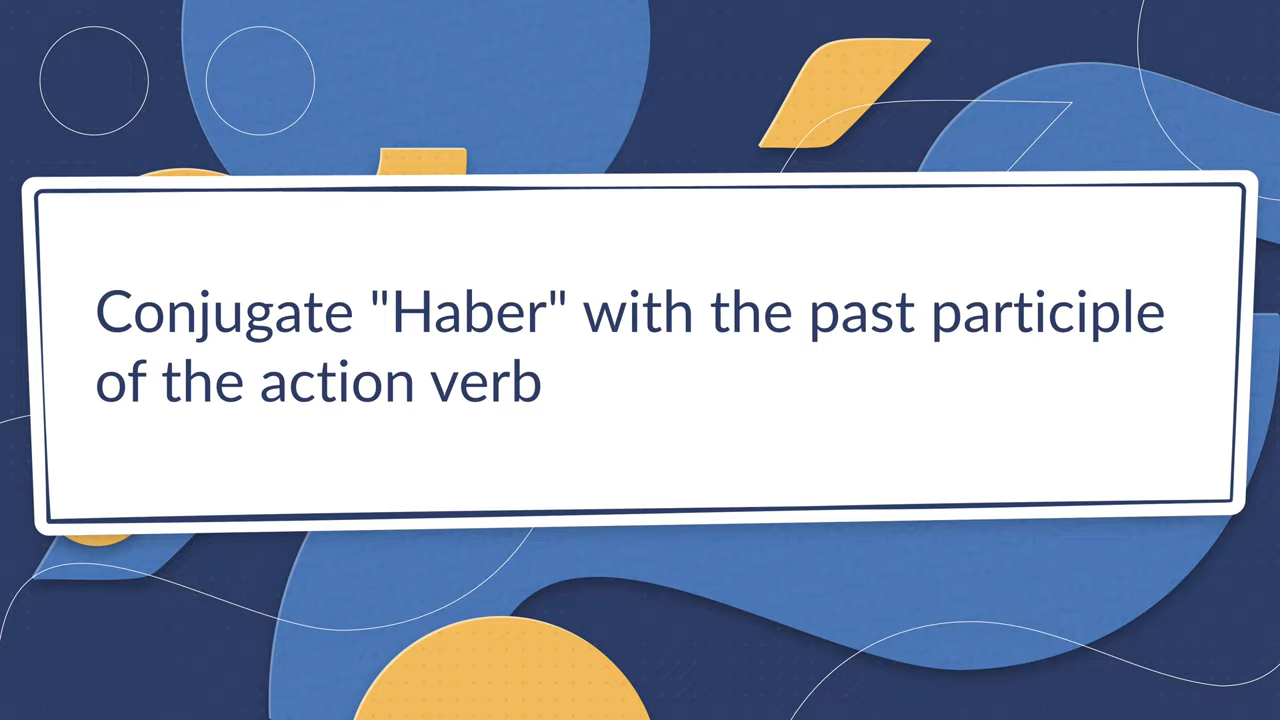 Conjugate "Haber" with the past participle
of the action verb